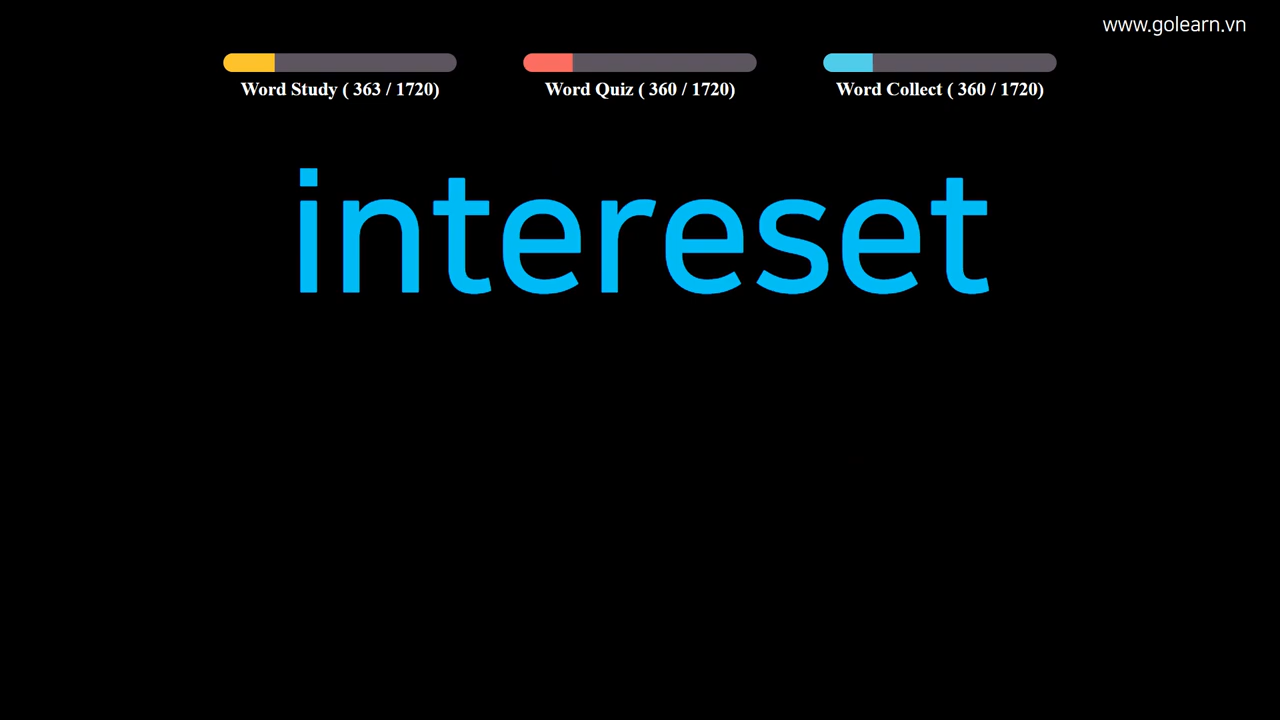 www.golearn.vn
Word Study ( 363 / 1720)
Word Quiz ( 360 / 1720)
Word Collect ( 360 / 1720)
intereset